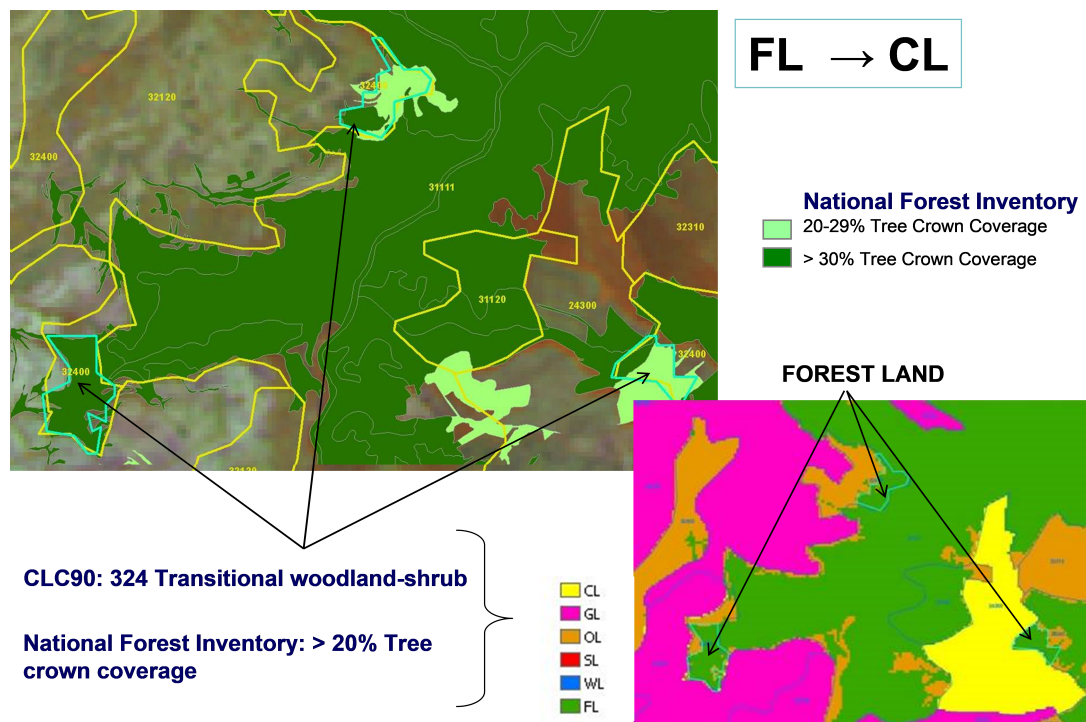 FL → CL
32120
32400
32400
31111
32310
31120
24300
32400
32400
National Forest Inventory
20-29% Tree Crown Coverage
> 30% Tree Crown Coverage
FOREST LAND
CLC90: 324 Transitional woodland-shrub
National Forest Inventory: > 20% Tree
crown coverage
CL
GL
OL
SL
WL
FL